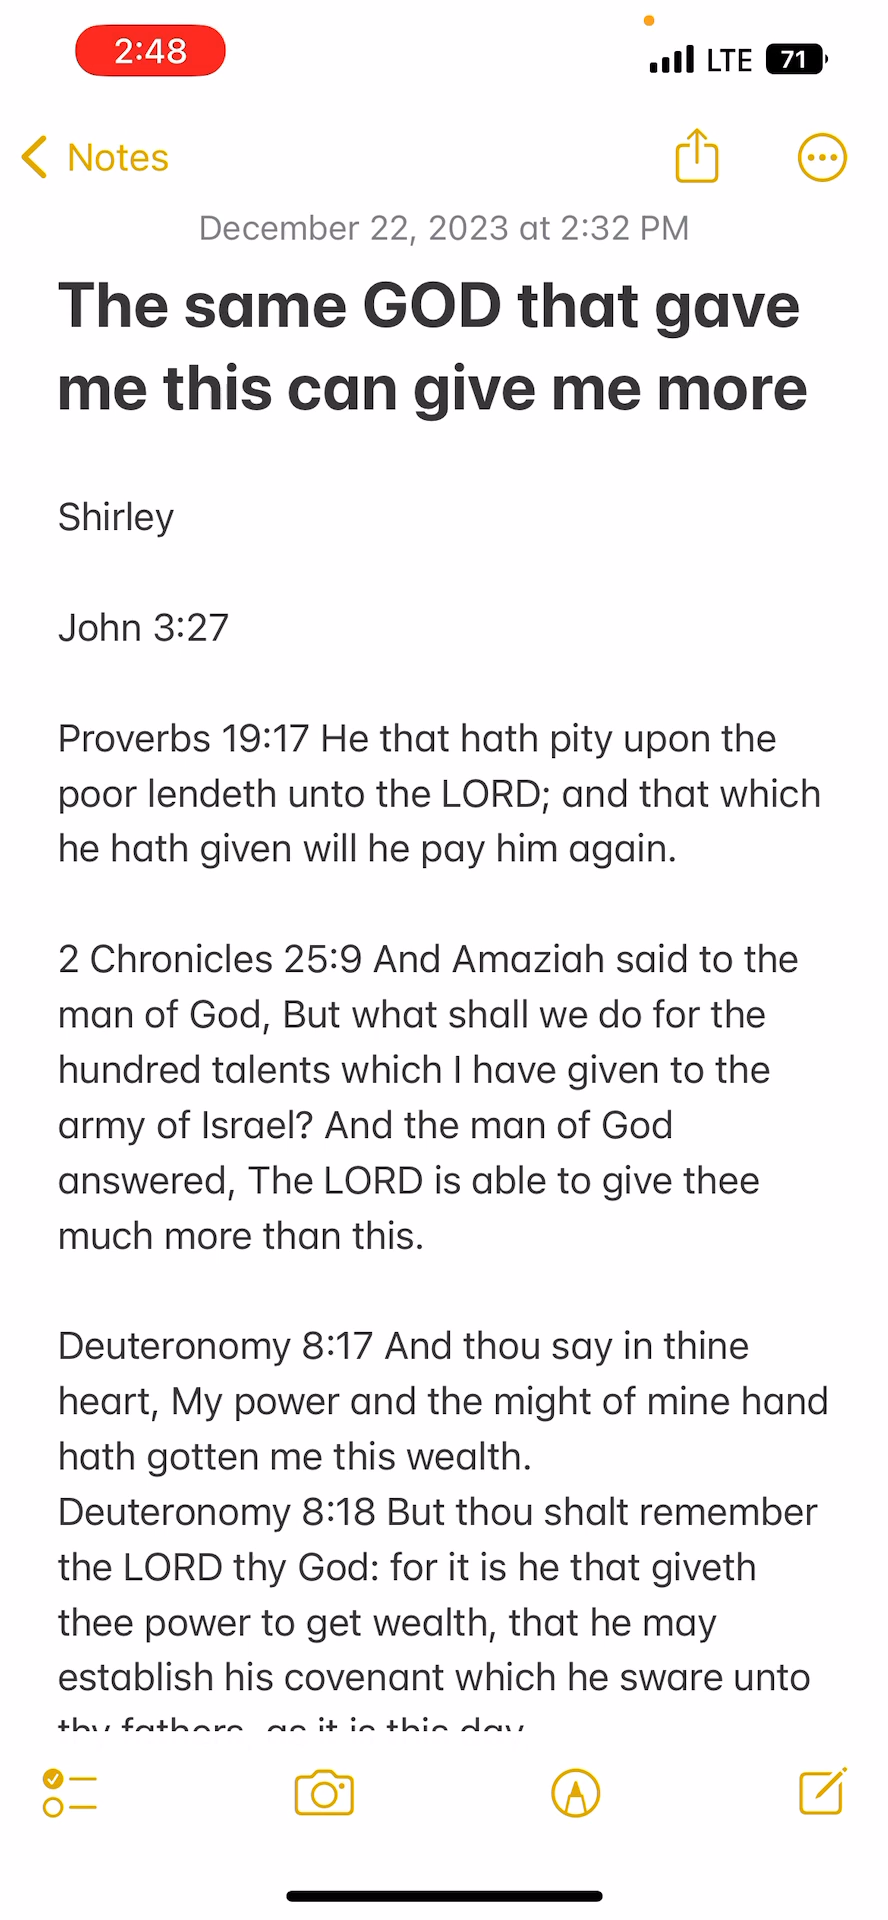 2:48
LTE 71
Notes
December 22, 2023 at 2:32 PM
The same GOD that gave
me this can give me more
Shirley
John 3:27
Proverbs 19:17 He that hath pity upon the
poor lendeth unto the LORD; and that which
he hath given will he pay him again.
2 Chronicles 25:9 And Amaziah said to the
man of God, But what shall we do for the
hundred talents which I have given to the
army of Israel? And the man of God
answered, The LORD is able to give thee
much more than this.
Deuteronomy 8:17 And thou say in thine
heart, My power and the might of mine hand
hath gotten me this wealth.
Deuteronomy 8:18 But thou shalt remember
the LORD thy God: for it is he that giveth
thee power to get wealth, that he may
establish his covenant which he sware unto
thy fathers, as it is this day.